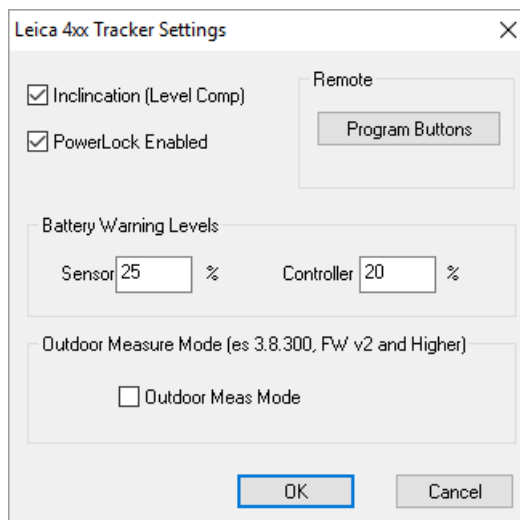 Leica 4xx Tracker Settings
Inclincation (Level Comp)
PowerLock Enabled
Remote
Program Buttons
Battery Warning Levels
Sensor 25 %
Controller 20 %
Outdoor Measure Mode (es 3.8.300, FW v2 and Higher)
Outdoor Meas Mode
OK
Cancel